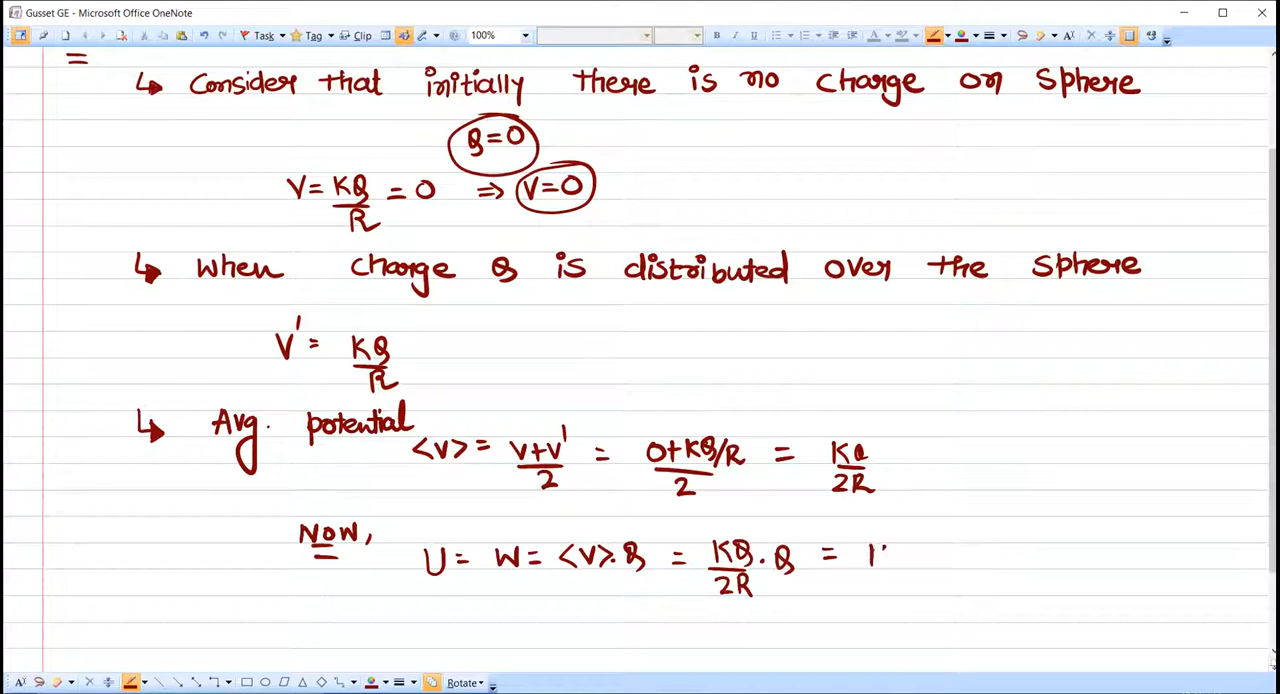 Gusset GE - Microsoft Office OneNote
Task Tag Clip 100%
=
↳ Consider that initially there is no charge on sphere
Q=0
V = KQ/R = 0 ⇒ V=0
↳ When charge Q is distributed over the sphere
V' = KQ/R
↳ Avg. potential
<V> = V+V'/2 = 0+KQ/R/2 = KQ/2R
NOW,
U = W = <V>.Q = KQ/2R . Q =
Rotate